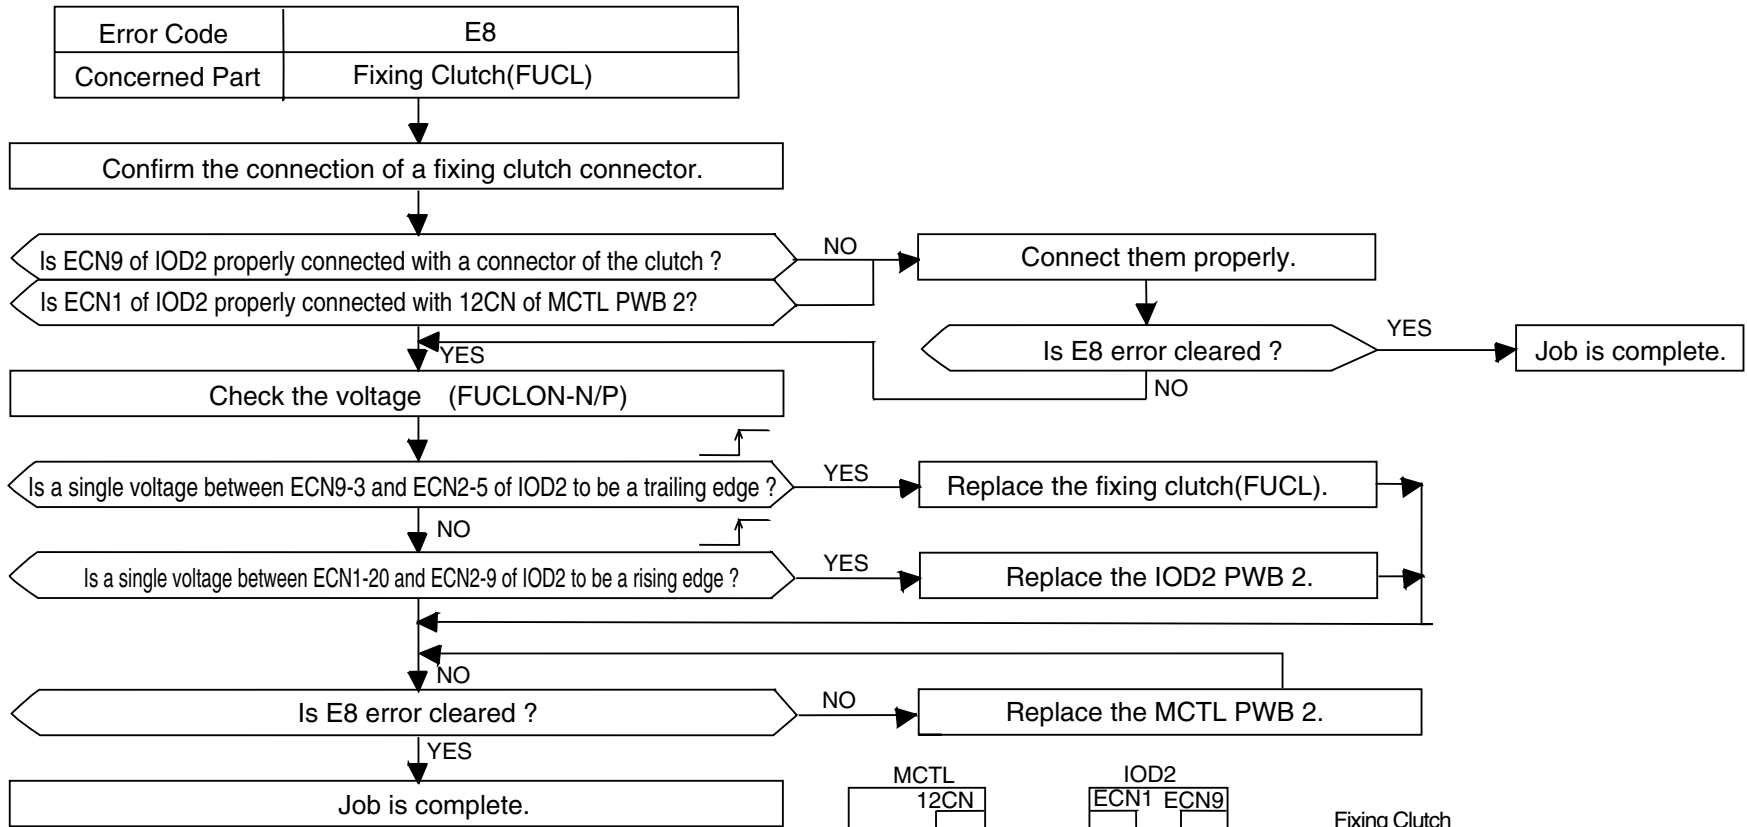 Error Code E8
Concerned Part Fixing Clutch(FUCL)
Confirm the connection of a fixing clutch connector.
Is ECN9 of IOD2 properly connected with a connector of the clutch ?
NO
Connect them properly.
Is ECN1 of IOD2 properly connected with 12CN of MCTL PWB 2?
YES
Is E8 error cleared ?
YES
Job is complete.
NO
Check the voltage (FUCLON-N/P)
Is a single voltage between ECN9-3 and ECN2-5 of IOD2 to be a trailing edge ?
YES
Replace the fixing clutch(FUCL).
NO
Is a single voltage between ECN1-20 and ECN2-9 of IOD2 to be a rising edge ?
YES
Replace the IOD2 PWB 2.
NO
Is E8 error cleared ?
NO
Replace the MCTL PWB 2.
YES
Job is complete.
MCTL
12CN
IOD2
ECN1 ECN9
Fixing Clutch